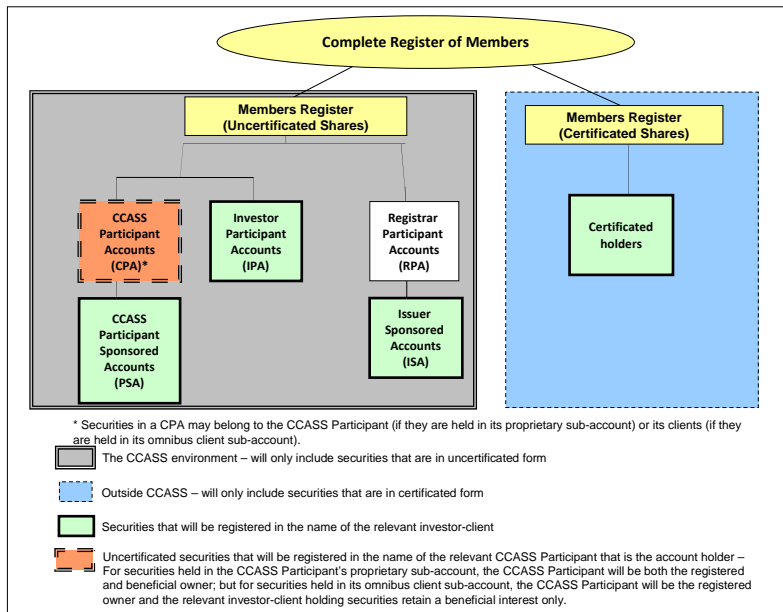 Complete Register of Members
Members Register
(Uncertificated Shares)
Members Register
(Certificated Shares)
CCASS
Participant
Accounts
(CPA)*
Investor
Participant
Accounts
(IPA)
Registrar
Participant
Accounts
(RPA)
Certificated
holders
CCASS
Participant
Sponsored
Accounts
(PSA)
Issuer
Sponsored
Accounts
(ISA)
* Securities in a CPA may belong to the CCASS Participant (if they are held in its proprietary sub-account) or its clients (if they
are held in its omnibus client sub-account).
The CCASS environment – will only include securities that are in uncertificated form
Outside CCASS – will only include securities that are in certificated form
Securities that will be registered in the name of the relevant investor-client
Uncertificated securities that will be registered in the name of the relevant CCASS Participant that is the account holder –
For securities held in the CCASS Participant's proprietary sub-account, the CCASS Participant will be both the registered
and beneficial owner; but for securities held in its omnibus client sub-account, the CCASS Participant will be the registered
owner and the relevant investor-client holding securities retain a beneficial interest only.